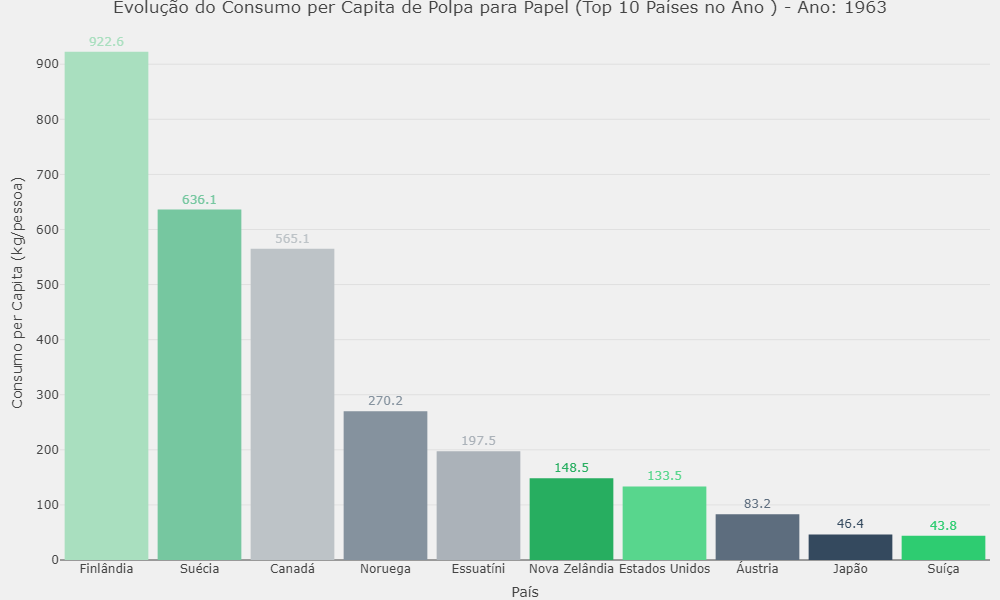 Evolução do Consumo per Capita de Polpa para Papel (Top 10 Países no Ano ) - Ano: 1963
Consumo per Capita (kg/pessoa)
900
800
700
600
500
400
300
200
100
0
922.6
636.1
565.1
270.2
197.5
148.5
133.5
83.2
46.4
43.8
Finlândia
Suécia
Canadá
Noruega
Essuatíni
Nova Zelândia
Estados Unidos
Áustria
Japão
Suíça
País